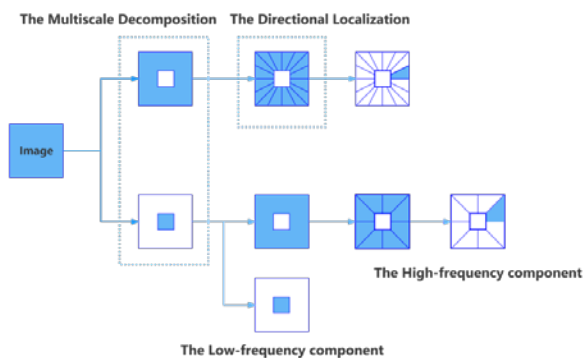 The Multiscale Decomposition
The Directional Localization
Image
The High-frequency component
The Low-frequency component